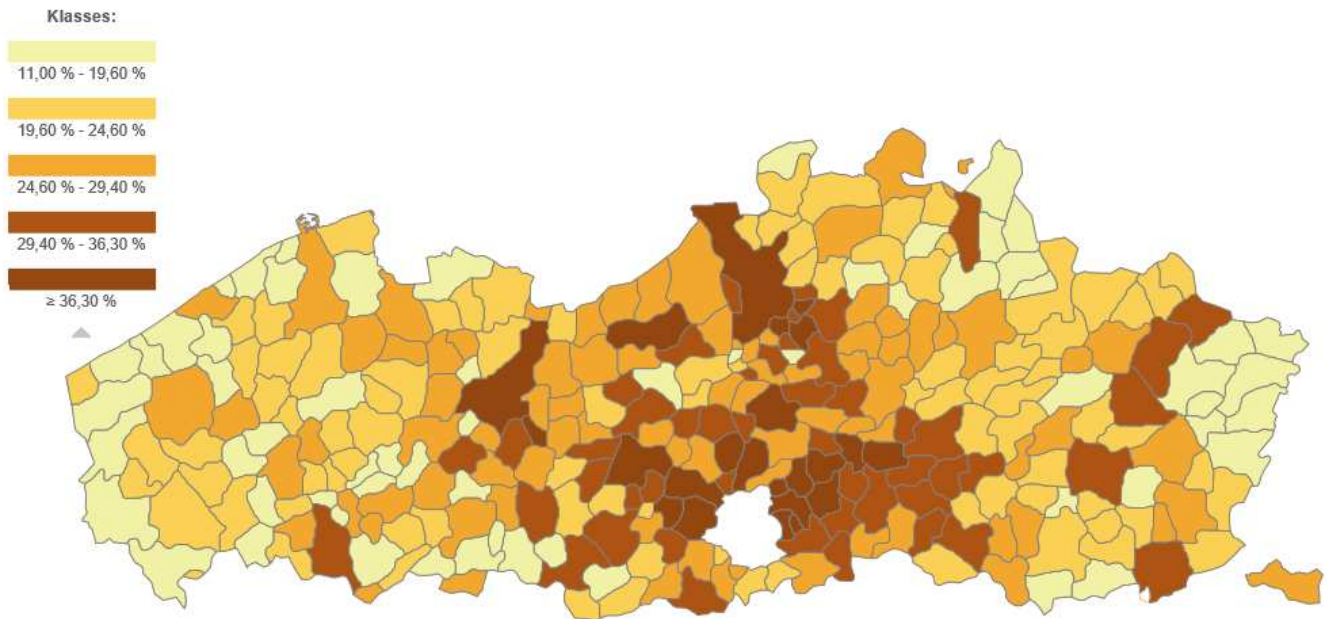 Klasses:
11,00 % - 19,60 %
19,60 % - 24,60 %
24,60 % - 29,40 %
29,40 % - 36,30 %
≥ 36,30 %